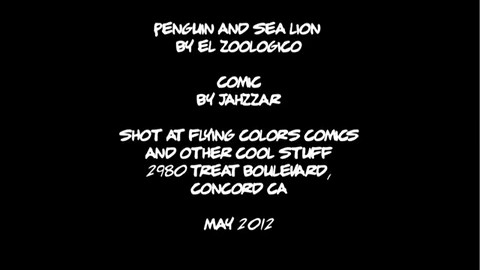 PENGUIN AND SEA LION
BY EL ZOOLOGICO
COMIC
BY JAHZZAR
SHOT AT FLYING COLORS COMICS
AND OTHER COOL STUFF
2980 TREAT BOULEVARD,
CONCORD CA
MAY 2012